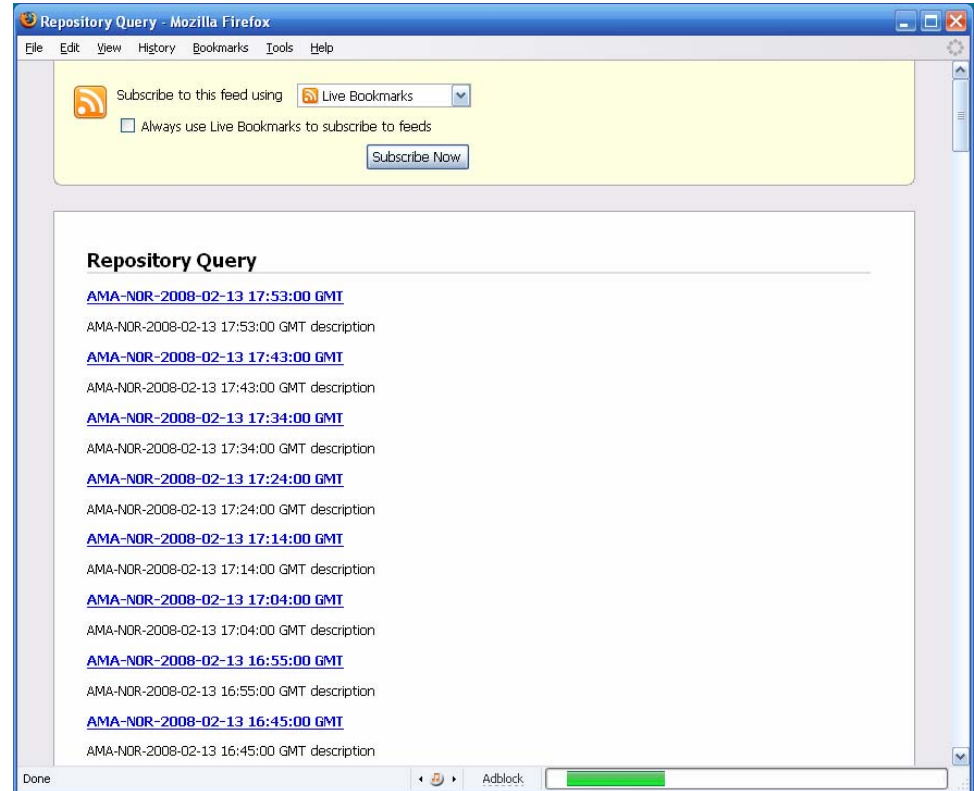 Repository Query - Mozilla Firefox
File Edit View History Bookmarks Tools Help
Subscribe to this feed using Live Bookmarks
Always use Live Bookmarks to subscribe to feeds
Subscribe Now
Repository Query
AMA-N0R-2008-02-13 17:53:00 GMT
AMA-N0R-2008-02-13 17:53:00 GMT description
AMA-N0R-2008-02-13 17:43:00 GMT
AMA-N0R-2008-02-13 17:43:00 GMT description
AMA-N0R-2008-02-13 17:34:00 GMT
AMA-N0R-2008-02-13 17:34:00 GMT description
AMA-N0R-2008-02-13 17:24:00 GMT
AMA-N0R-2008-02-13 17:24:00 GMT description
AMA-N0R-2008-02-13 17:14:00 GMT
AMA-N0R-2008-02-13 17:14:00 GMT description
AMA-N0R-2008-02-13 17:04:00 GMT
AMA-N0R-2008-02-13 17:04:00 GMT description
AMA-N0R-2008-02-13 16:55:00 GMT
AMA-N0R-2008-02-13 16:55:00 GMT description
AMA-N0R-2008-02-13 16:45:00 GMT
AMA-N0R-2008-02-13 16:45:00 GMT description
Done Adblock